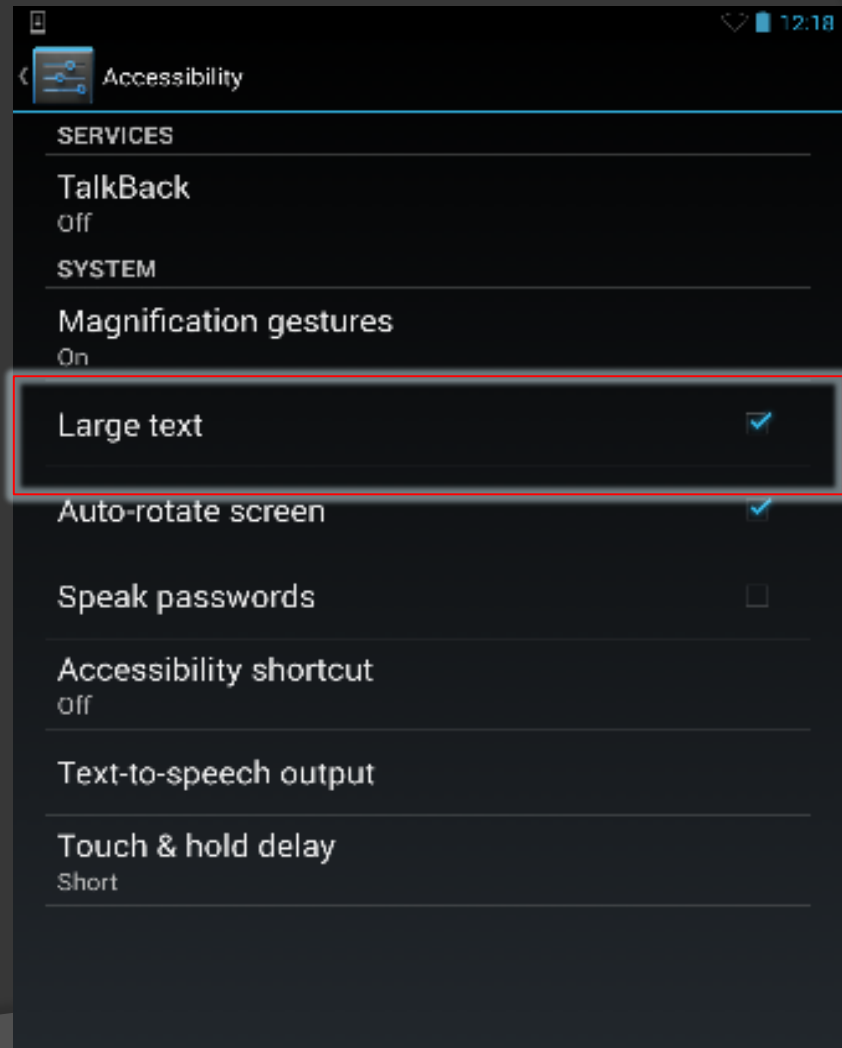 12:18
Accessibility
SERVICES
TalkBack
Off
SYSTEM
Magnification gestures
On
Large text
Auto-rotate screen
Speak passwords
Accessibility shortcut
Off
Text-to-speech output
Touch & hold delay
Short